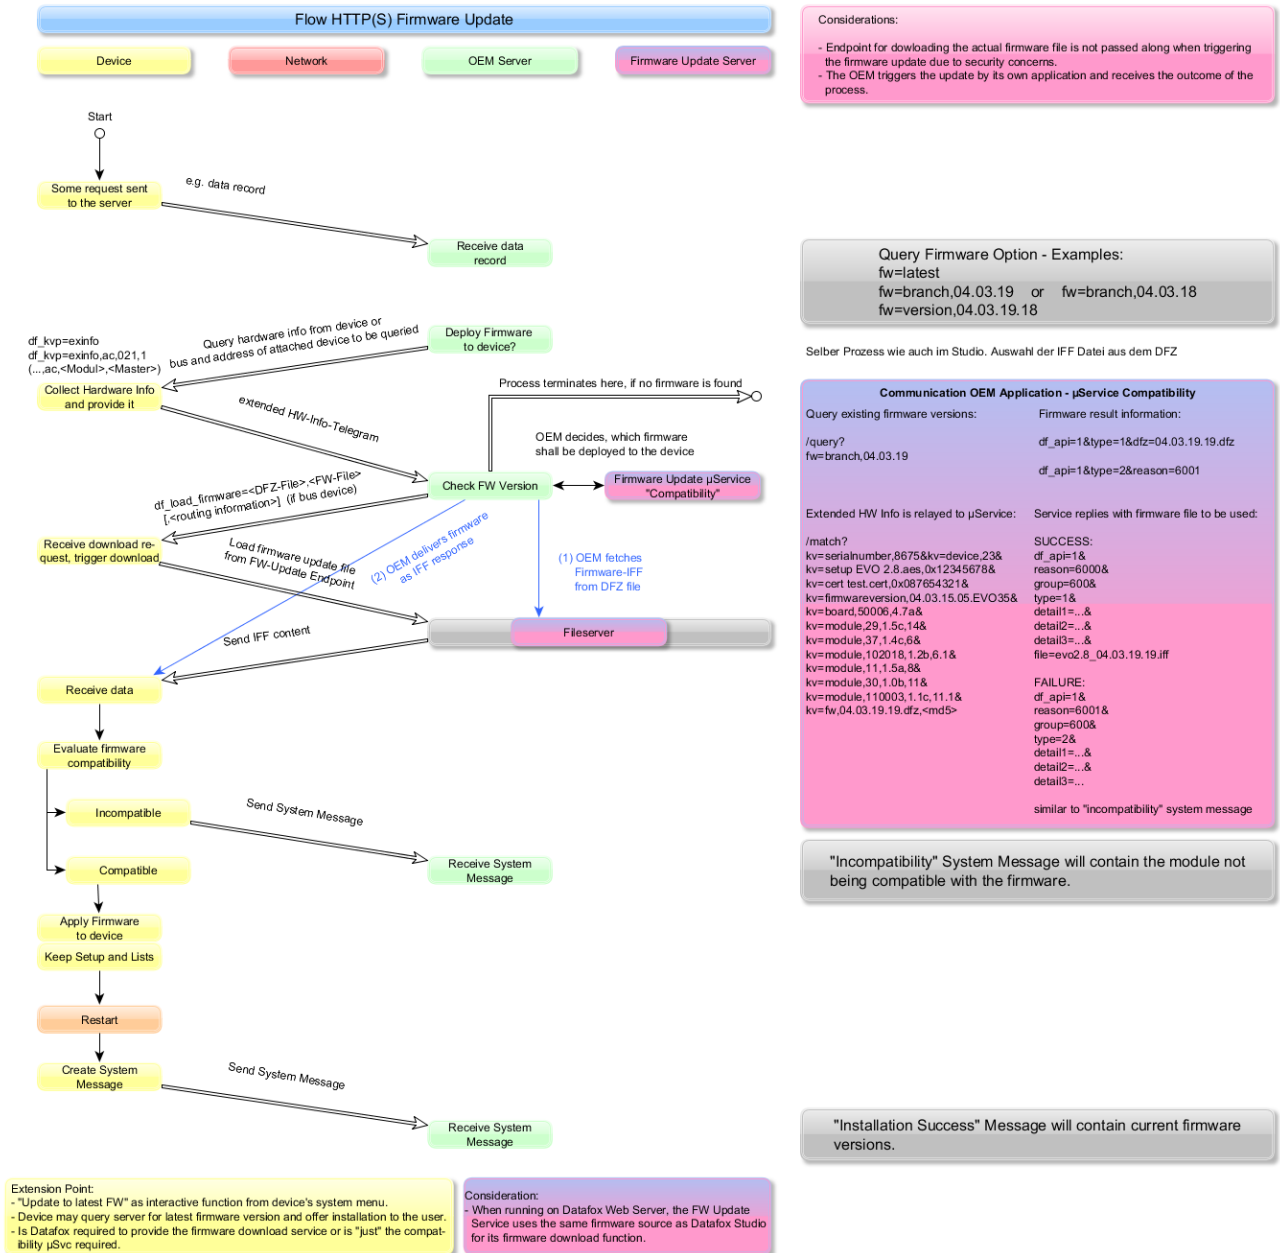 Flow HTTP(S) Firmware Update
Device
Network
OEM Server
Firmware Update Server
Considerations:
- Endpoint for dowloading the actual firmware file is not passed along when triggering
the firmware update due to security concerns.
- The OEM triggers the update by its own application and receives the outcome of the
process.
Start
Some request sent
to the server
e.g. data record
Receive data
record
Query Firmware Option - Examples:
fw=latest
fw=branch,04.03.19 or fw=branch,04.03.18
fw=version,04.03.19.18
Selber Prozess wie auch im Studio. Auswahl der IFF Datei aus dem DFZ
Deploy Firmware
to device?
Query hardware info from device or
bus and address of attached device to be queried
df_kvp=exinfo
df_kvp=exinfo,ac,021,1
(...,ac,<Modul>,<Master>)
Collect Hardware Info
and provide it
extended HW-Info-Telegram
Process terminates here, if no firmware is found
OEM decides, which firmware
shall be deployed to the device
Check FW Version
Firmware Update µService
"Compatibility"
df_load_firmware=<DFZ-File>,<FW-File>
[,<routing information>] (if bus device)
Receive download re-
quest, trigger download
Load firmware update file
from FW-Update Endpoint
(2) OEM delivers firmware
as IFF response
(1) OEM fetches
Firmware-IFF
from DFZ file
Fileserver
Send IFF content
Receive data
Evaluate firmware
compatibility
Incompatible
Send System Message
Receive System
Message
Compatible
Apply Firmware
to device
Keep Setup and Lists
Restart
Create System
Message
Send System Message
Receive System
Message
Communication OEM Application - µService Compatibility
Query existing firmware versions:
/query?
fw=branch,04.03.19
Firmware result information:
df_api=1&type=1&dfz=04.03.19.19.dfz
df_api=1&type=2&reason=6001
Extended HW Info is relayed to µService:
/match?
kv=serialnumber,8675&kv=device,23&
kv=setup EVO 2.8.aes,0x12345678&
kv=cert test.cert,0x087654321&
kv=firmwareversion,04.03.15.05.EVO35&
kv=board,50006,4.7a&
kv=module,29,1.5c,14&
kv=module,37,1.4c,6&
kv=module,102018,1.2b,6.1&
kv=module,11,1.5a,8&
kv=module,30,1.0b,11&
kv=module,110003,1.1c,11.1&
kv=fw,04.03.19.19.dfz,<md5>
Service replies with firmware file to be used:
SUCCESS:
df_api=1&
reason=6000&
group=600&
type=1&
detail1=...&
detail2=...&
detail3=...&
file=evo2.8_04.03.19.19.iff
FAILURE:
df_api=1&
reason=6001&
group=600&
type=2&
detail1=...&
detail2=...&
detail3=...
similar to "incompatibility" system message
"Incompatibility" System Message will contain the module not
being compatible with the firmware.
"Installation Success" Message will contain current firmware
versions.
Extension Point:
- "Update to latest FW" as interactive function from device's system menu.
- Device may query server for latest firmware version and offer installation to the user.
- Is Datafox required to provide the firmware download service or is "just" the compat-
ibility µSvc required.
Consideration:
- When running on Datafox Web Server, the FW Update
Service uses the same firmware source as Datafox Studio
for its firmware download function.